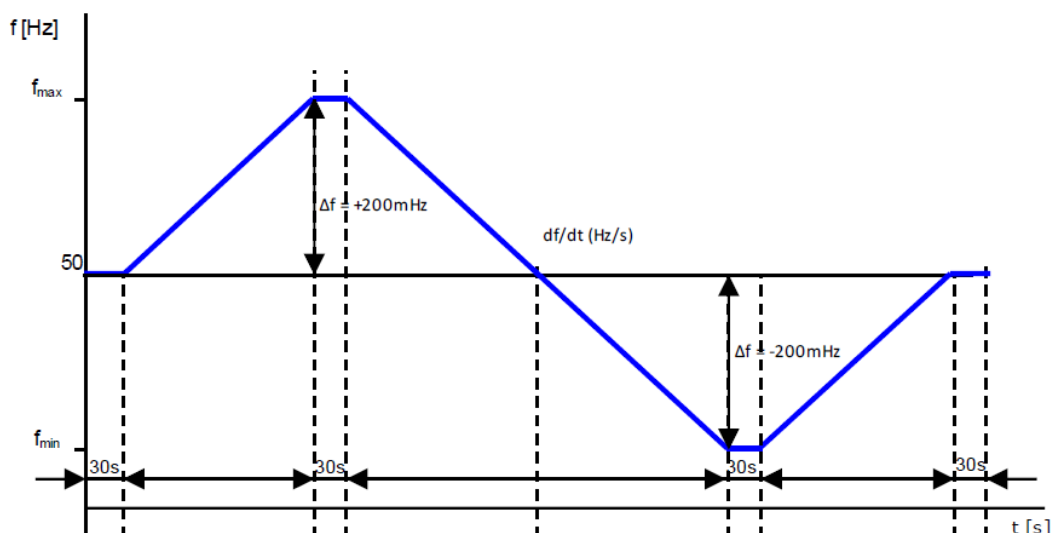 f [Hz]
fmax
Δf = +200mHz
df/dt (Hz/s)
50
Δf = -200mHz
fmin
30s
30s
30s
30s
t [s]